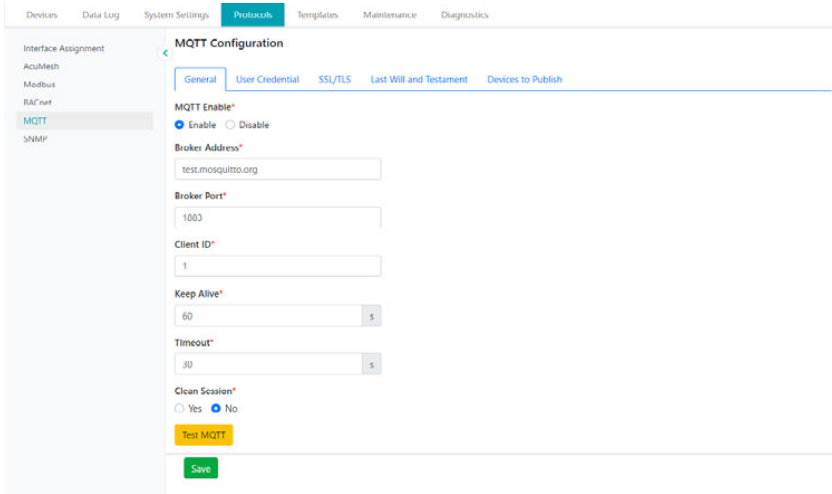 Devices Data Log System Settings Protocols Templates Maintenance Diagnostics
Interface Assignment
AcuMesh
Modbus
BACnet
MQTT
SNMP
MQTT Configuration
General User Credential SSL/TLS Last Will and Testament Devices to Publish
MQTT Enable*
Enable Disable
Broker Address*
test.mosquitto.org
Broker Port*
1883
Client ID*
1
Keep Alive*
60 s
Timeout*
30 s
Clean Session*
Yes No
Test MQTT
Save